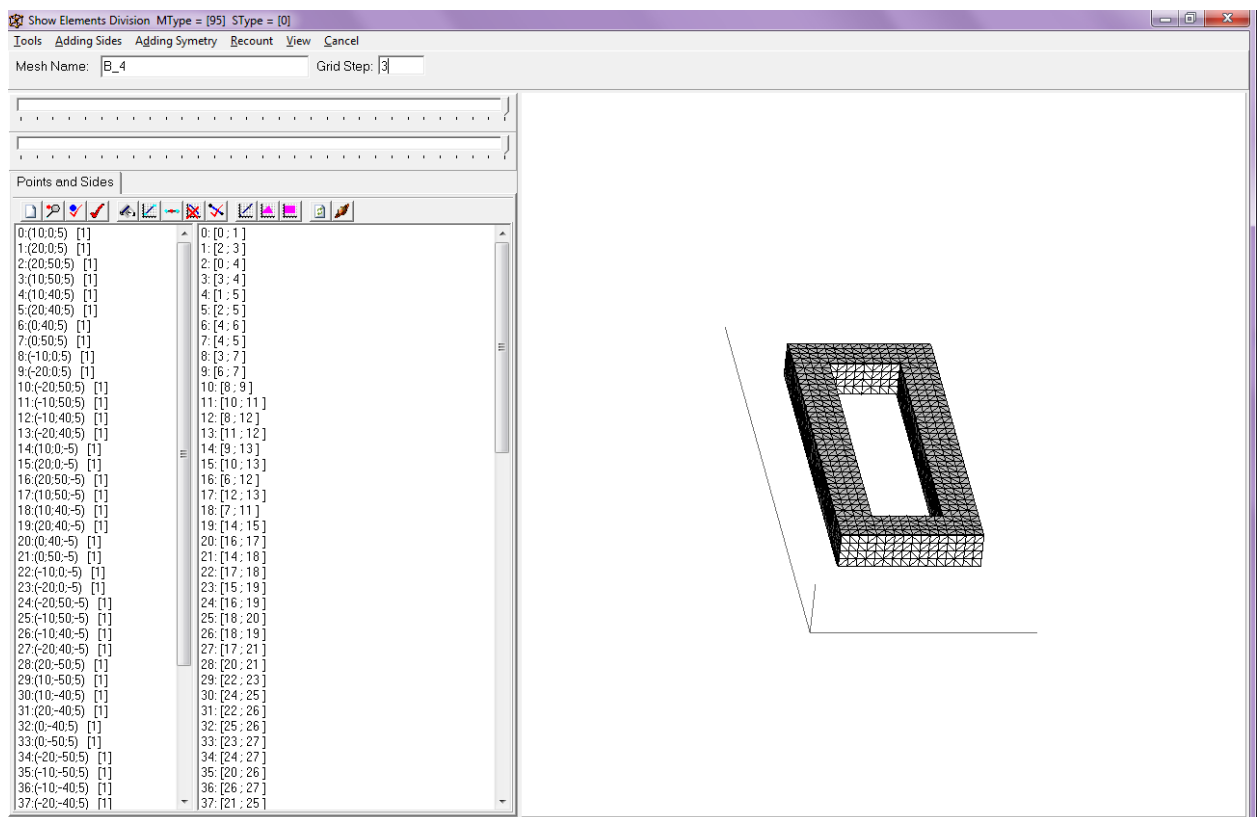 Show Elements Division MType = [95] SType = [0]
Tools Adding Sides Adding Symetry Recount View Cancel
Mesh Name: B_4 Grid Step: 3
Points and Sides
0:(10;0;5) [1]
1:(20;0;5) [1]
2:(20;50;5) [1]
3:(10;50;5) [1]
4:(10;40;5) [1]
5:(20;40;5) [1]
6:(0;40;5) [1]
7:(0;50;5) [1]
8:(-10;0;5) [1]
9:(-20;0;5) [1]
10:(-20;50;5) [1]
11:(-10;50;5) [1]
12:(-10;40;5) [1]
13:(-20;40;5) [1]
14:(10;0;-5) [1]
15:(20;0;-5) [1]
16:(20;50;-5) [1]
17:(10;50;-5) [1]
18:(10;40;-5) [1]
19:(20;40;-5) [1]
20:(0;40;-5) [1]
21:(0;50;-5) [1]
22:(-10;0;-5) [1]
23:(-20;0;-5) [1]
24:(-20;50;-5) [1]
25:(-10;50;-5) [1]
26:(-10;40;-5) [1]
27:(-20;40;-5) [1]
28:(20;-50;5) [1]
29:(10;-50;5) [1]
30:(10;-40;5) [1]
31:(20;-40;5) [1]
32:(0;-40;5) [1]
33:(0;-50;5) [1]
34:(-20;-50;5) [1]
35:(-10;-50;5) [1]
36:(-10;-40;5) [1]
37:(-20;-40;5) [1]
0: [0 ; 1 ]
1: [2 ; 3 ]
2: [0 ; 4 ]
3: [3 ; 4 ]
4: [1 ; 5 ]
5: [2 ; 5 ]
6: [4 ; 6 ]
7: [4 ; 5 ]
8: [3 ; 7 ]
9: [6 ; 7 ]
10: [8 ; 9 ]
11: [10 ; 11 ]
12: [8 ; 12 ]
13: [11 ; 12 ]
14: [9 ; 13 ]
15: [10 ; 13 ]
16: [6 ; 12 ]
17: [12 ; 13 ]
18: [7 ; 11 ]
19: [14 ; 15 ]
20: [16 ; 17 ]
21: [14 ; 18 ]
22: [17 ; 18 ]
23: [15 ; 19 ]
24: [16 ; 19 ]
25: [18 ; 20 ]
26: [18 ; 19 ]
27: [17 ; 21 ]
28: [20 ; 21 ]
29: [22 ; 23 ]
30: [24 ; 25 ]
31: [22 ; 26 ]
32: [25 ; 26 ]
33: [23 ; 27 ]
34: [24 ; 27 ]
35: [20 ; 26 ]
36: [26 ; 27 ]
37: [21 ; 25 ]